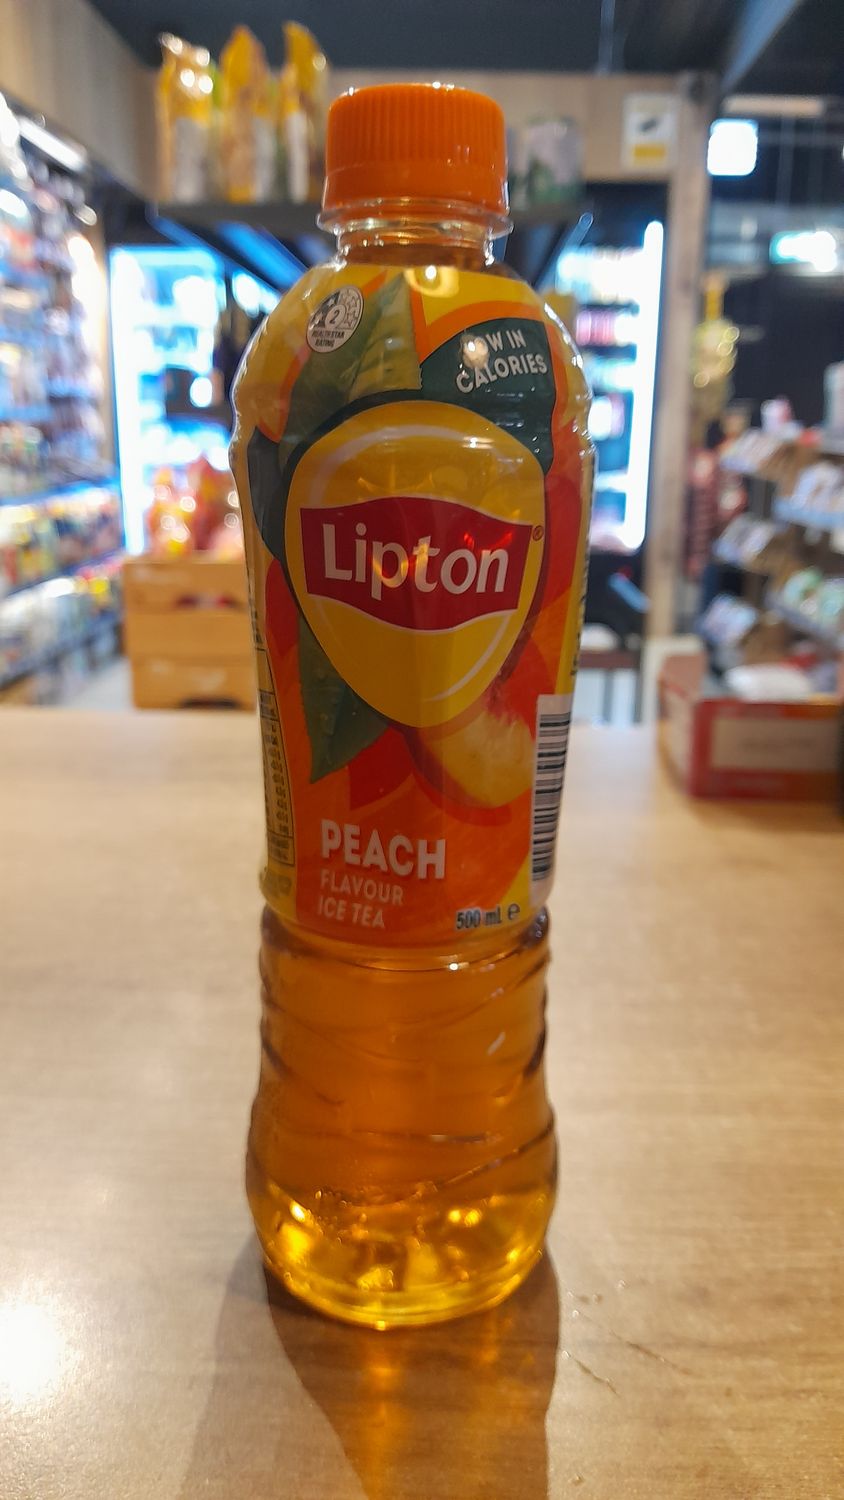 2
HEALTH STAR
RATING
LOW IN
CALORIES
Lipton®
PEACH
FLAVOUR
ICE TEA
500 mL ℮